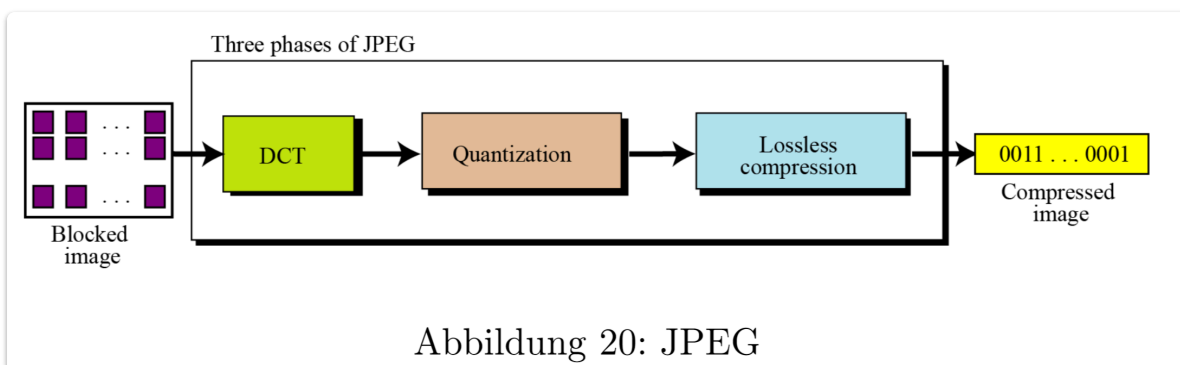 Three phases of JPEG
. . .
. . .
. . .
Blocked
image
DCT
Quantization
Lossless
compression
0011 . . . 0001
Compressed
image
Abbildung 20: JPEG